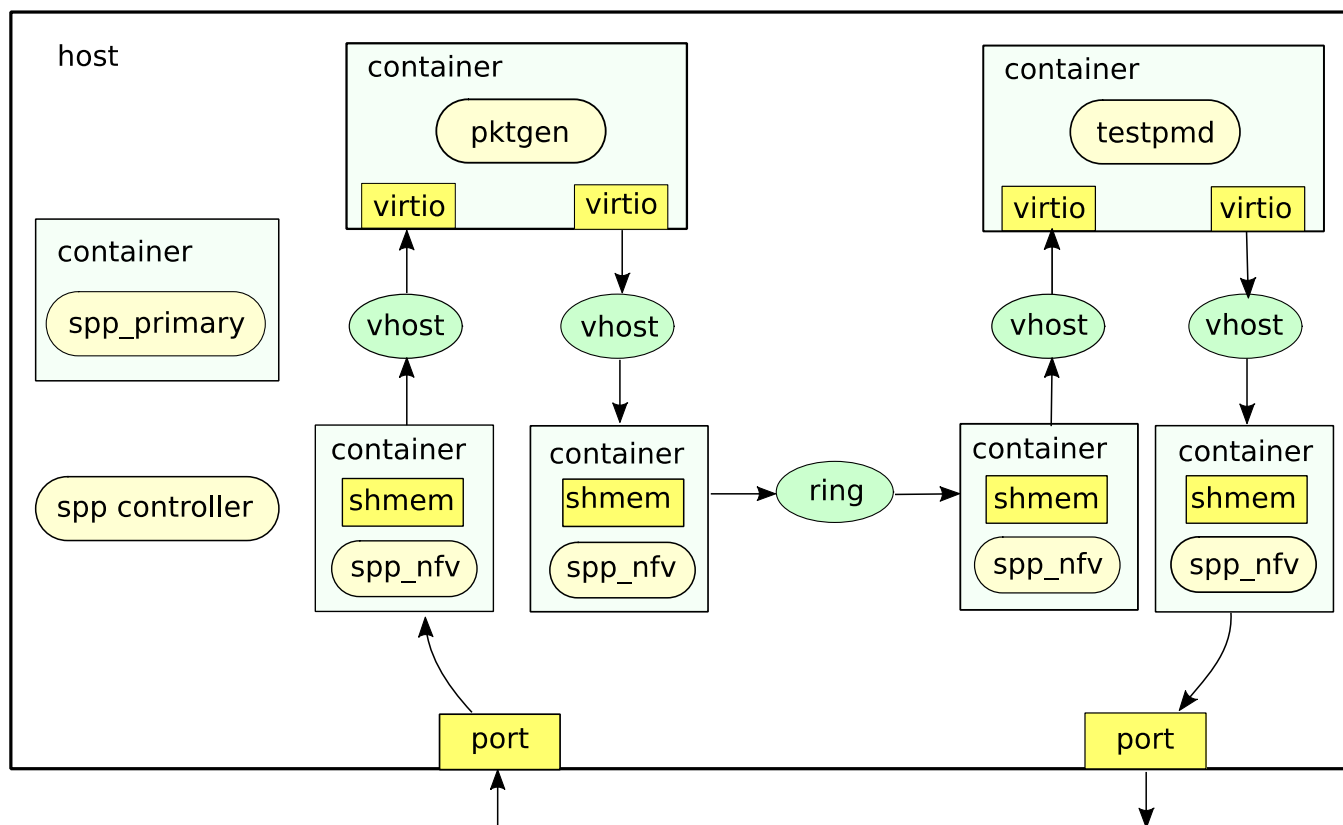 host
container
pktgen
virtio
virtio
container
testpmd
virtio
virtio
container
spp_primary
vhost
vhost
vhost
vhost
spp controller
container
shmem
spp_nfv
container
shmem
spp_nfv
ring
container
shmem
spp_nfv
container
shmem
spp_nfv
port
port